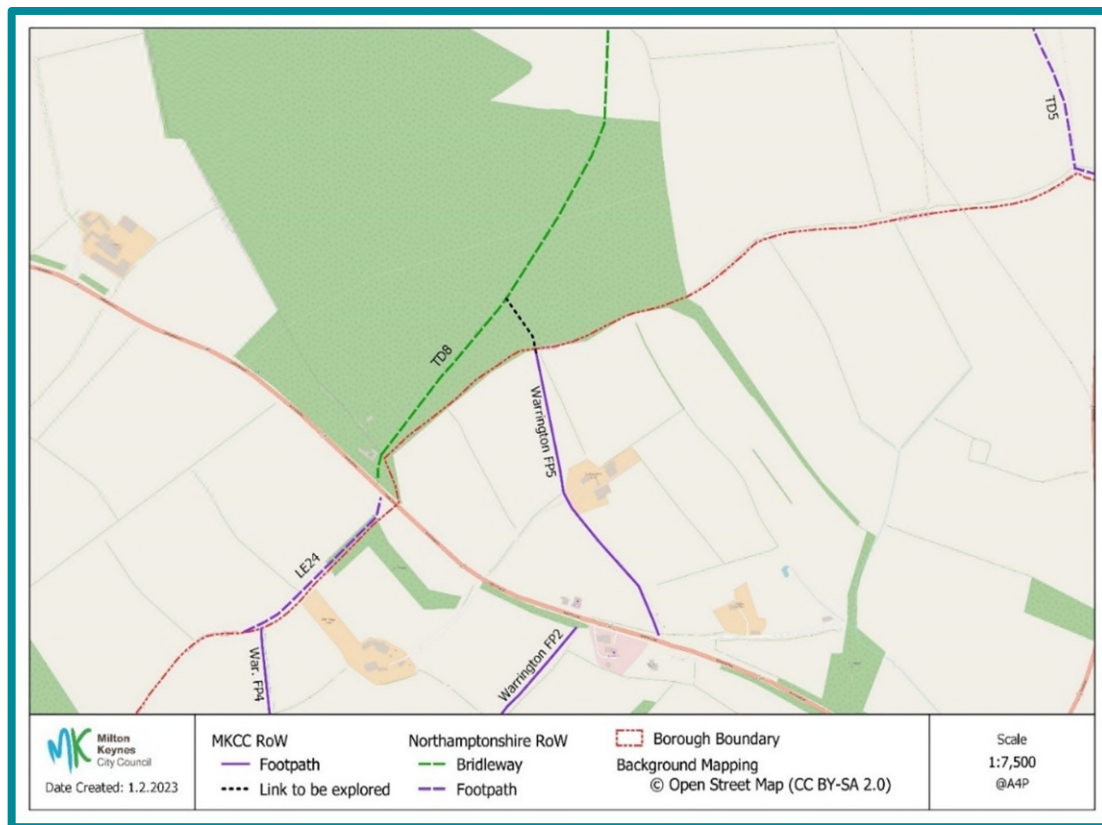 TD5
TD8
Warrington FP5
LE24
War. FP4
Warrington FP2
MK Milton
Keynes
City Council
Date Created: 1.2.2023
MKCC RoW
Footpath
Link to be explored
Northamptonshire RoW
Bridleway
Footpath
Borough Boundary
Background Mapping
© Open Street Map (CC BY-SA 2.0)
Scale
1:7,500
@A4P